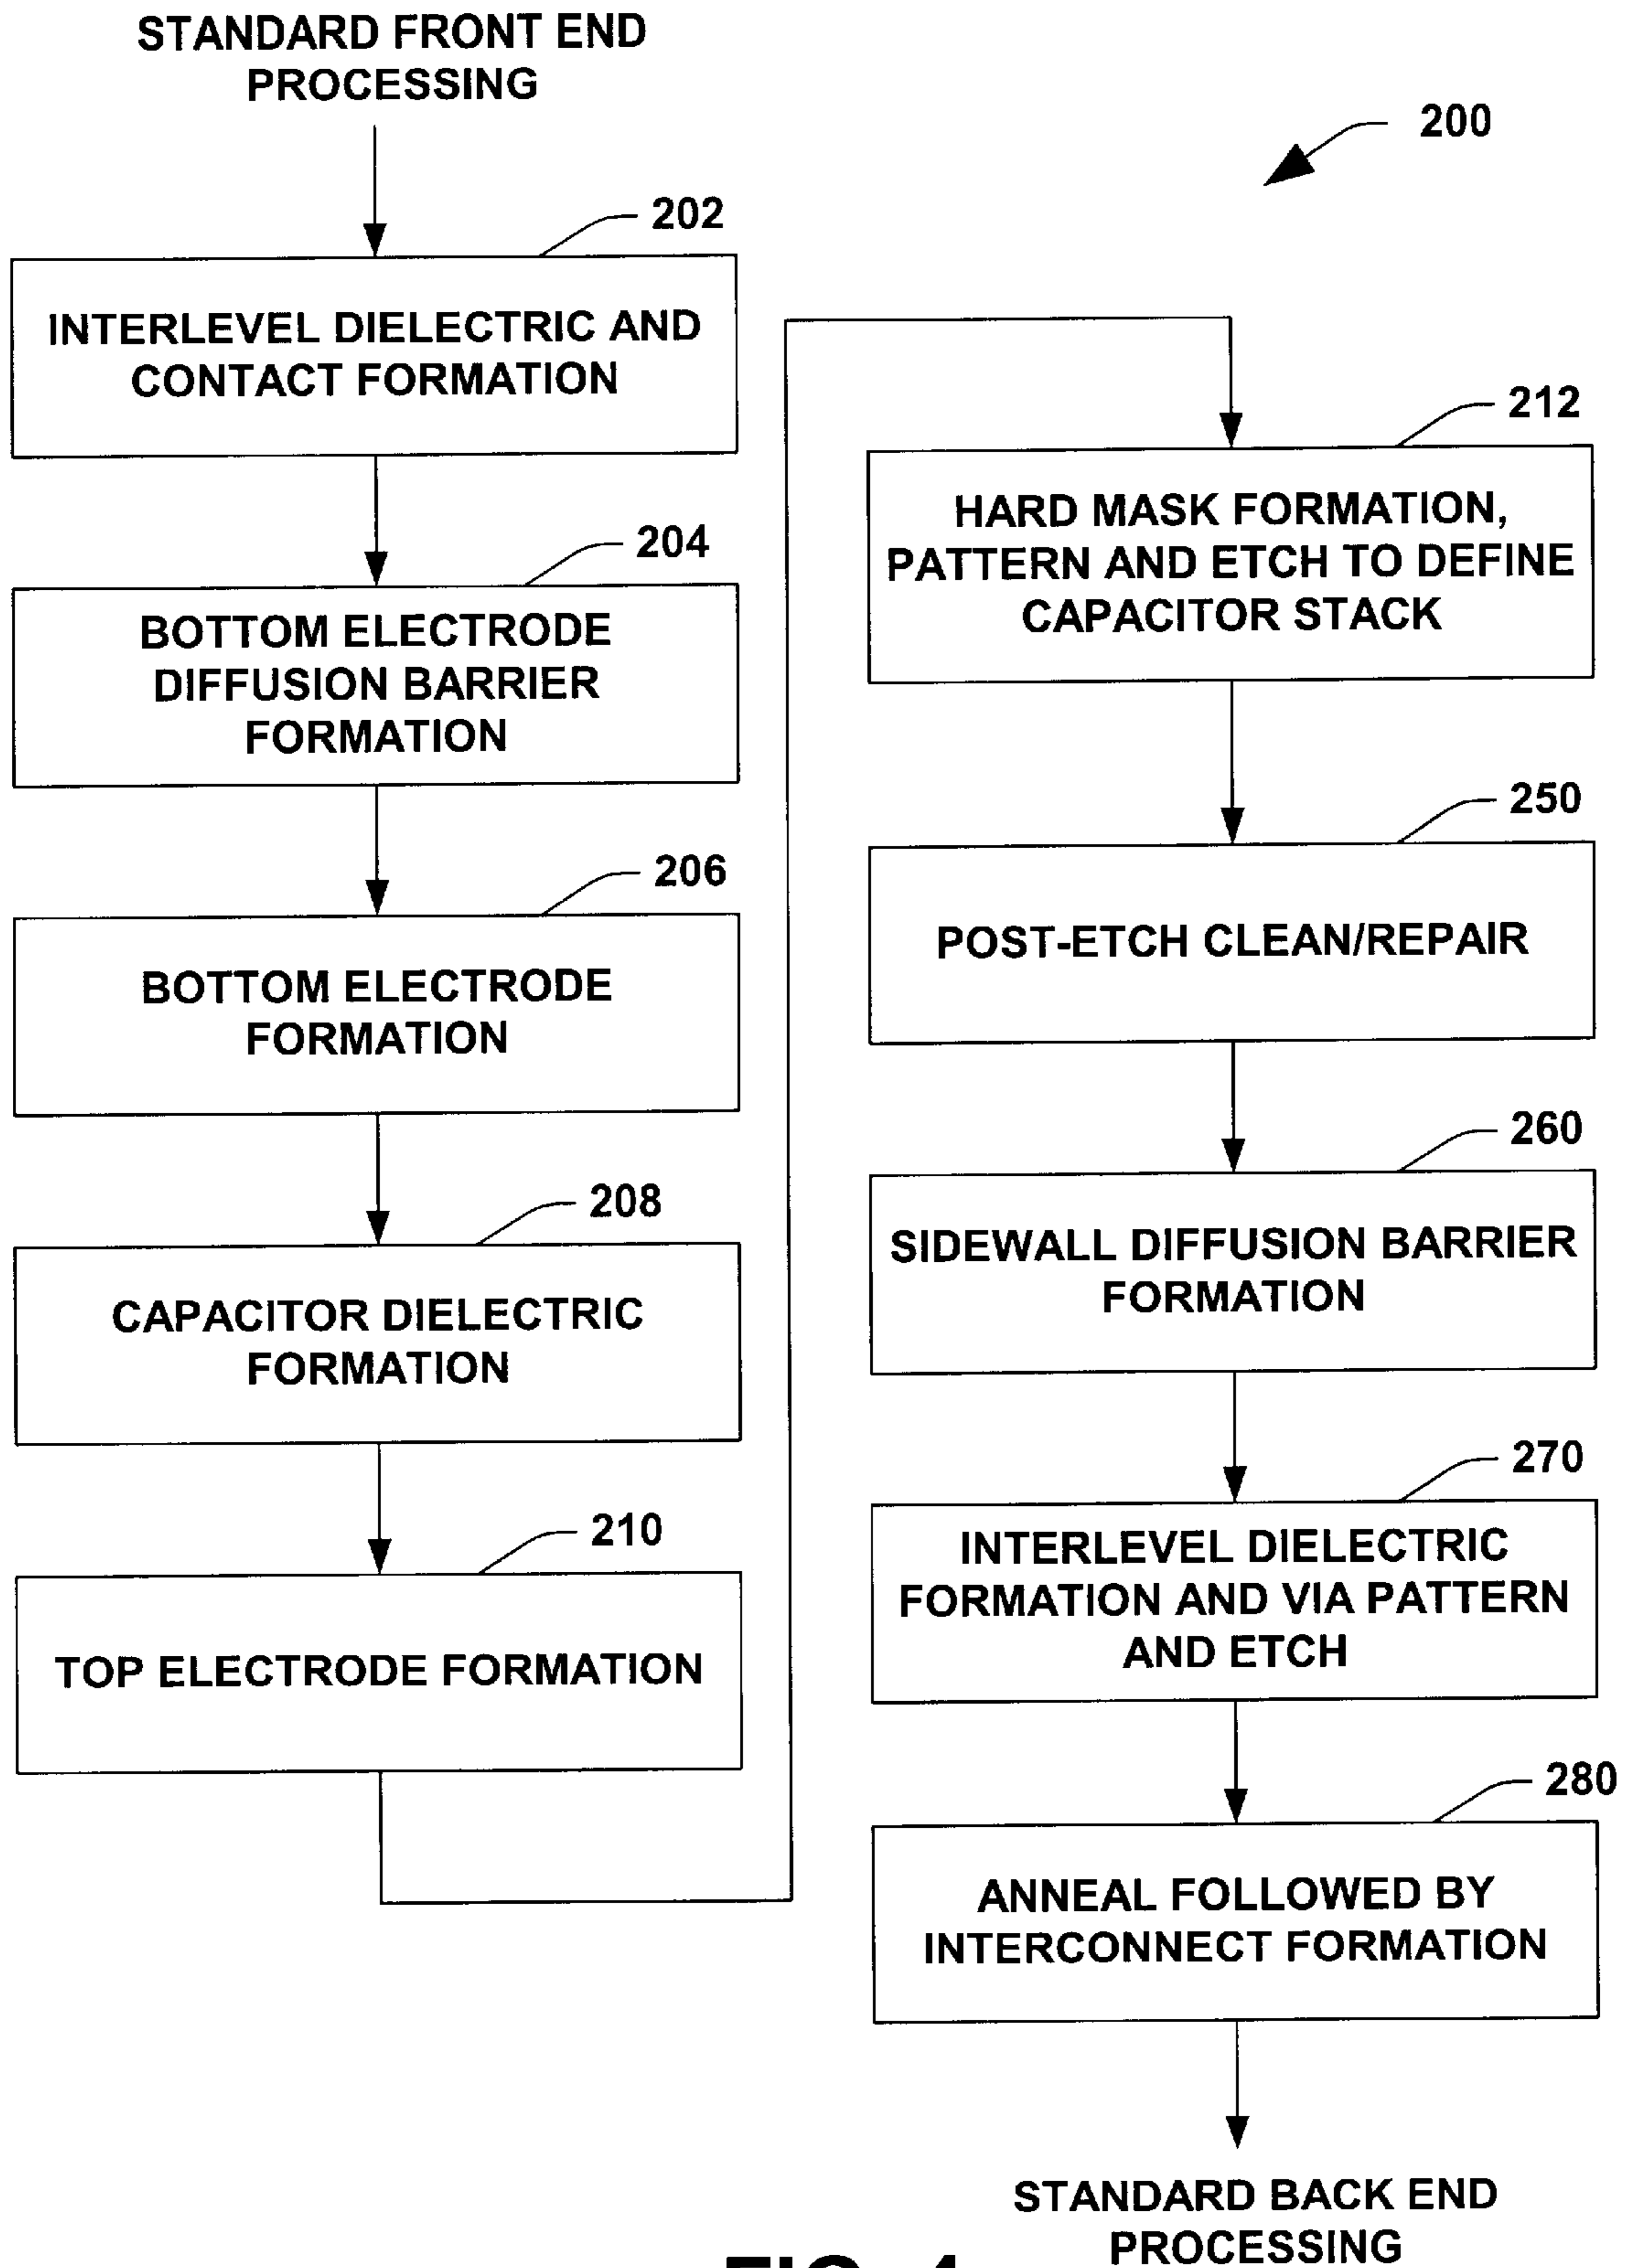 STANDARD FRONT END
PROCESSING
200
202
INTERLEVEL DIELECTRIC AND
CONTACT FORMATION
204
BOTTOM ELECTRODE
DIFFUSION BARRIER
FORMATION
206
BOTTOM ELECTRODE
FORMATION
208
CAPACITOR DIELECTRIC
FORMATION
210
TOP ELECTRODE FORMATION
212
HARD MASK FORMATION,
PATTERN AND ETCH TO DEFINE
CAPACITOR STACK
250
POST-ETCH CLEAN/REPAIR
260
SIDEWALL DIFFUSION BARRIER
FORMATION
270
INTERLEVEL DIELECTRIC
FORMATION AND VIA PATTERN
AND ETCH
280
ANNEAL FOLLOWED BY
INTERCONNECT FORMATION
STANDARD BACK END
PROCESSING